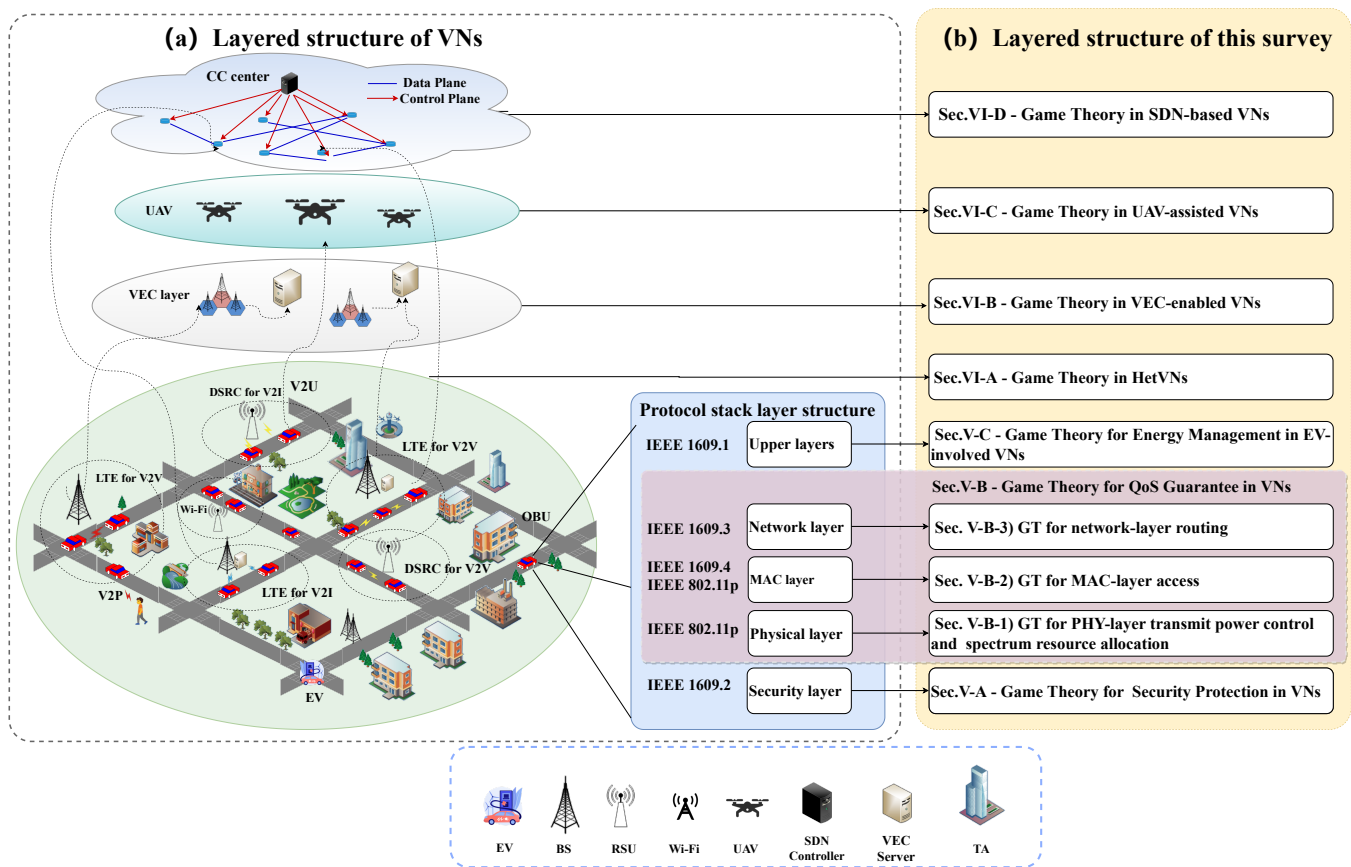 (a) Layered structure of VNs
CC center
Data Plane
Control Plane
UAV
VEC layer
V2U
DSRC for V2I
LTE for V2V
LTE for V2V
Wi-Fi
OBU
DSRC for V2V
V2P
LTE for V2I
EV
Protocol stack layer structure
IEEE 1609.1
Upper layers
IEEE 1609.3
Network layer
IEEE 1609.4
IEEE 802.11p
MAC layer
IEEE 802.11p
Physical layer
IEEE 1609.2
Security layer
(b) Layered structure of this survey
Sec.VI-D - Game Theory in SDN-based VNs
Sec.VI-C - Game Theory in UAV-assisted VNs
Sec.VI-B - Game Theory in VEC-enabled VNs
Sec.VI-A - Game Theory in HetVNs
Sec.V-C - Game Theory for Energy Management in EV-
involved VNs
Sec.V-B - Game Theory for QoS Guarantee in VNs
Sec. V-B-3) GT for network-layer routing
Sec. V-B-2) GT for MAC-layer access
Sec. V-B-1) GT for PHY-layer transmit power control
and spectrum resource allocation
Sec.V-A - Game Theory for Security Protection in VNs
EV
BS
RSU
Wi-Fi
UAV
SDN
Controller
VEC
Server
TA